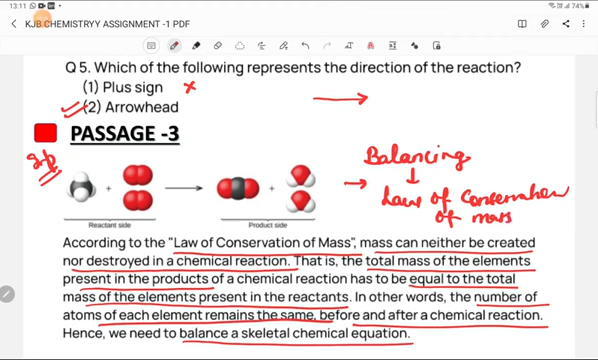 13:11
74%
KJB CHEMISTRYY ASSIGNMENT -1 PDF
Q 5. Which of the following represents the direction of the reaction?
(1) Plus sign
(2) Arrowhead
PASSAGE -3
Imp
Balancing
Law of Conservation
of mass
+
+
Reactant side
Product side
According to the "Law of Conservation of Mass", mass can neither be created
nor destroyed in a chemical reaction. That is, the total mass of the elements
present in the products of a chemical reaction has to be equal to the total
mass of the elements present in the reactants. In other words, the number of
atoms of each element remains the same, before and after a chemical reaction.
Hence, we need to balance a skeletal chemical equation.